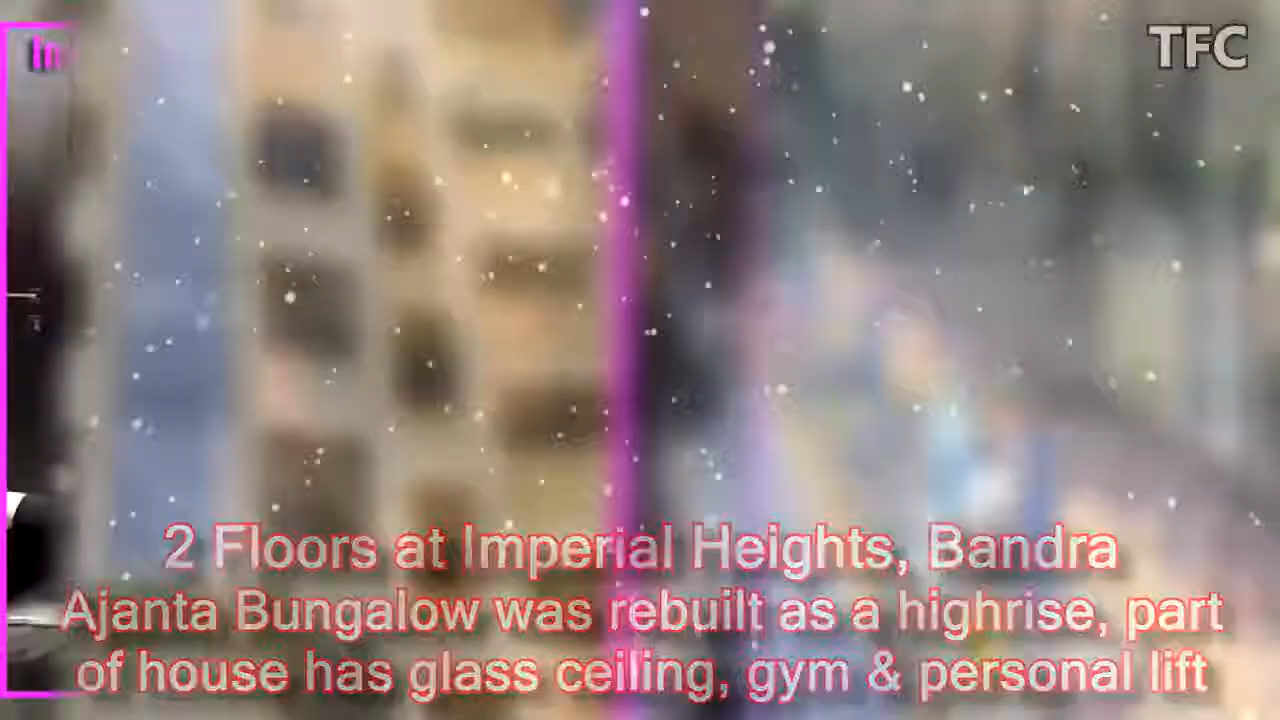 TFC
2 Floors at Imperial Heights, Bandra
Ajanta Bungalow was rebuilt as a highrise, part
of house has glass ceiling, gym & personal lift